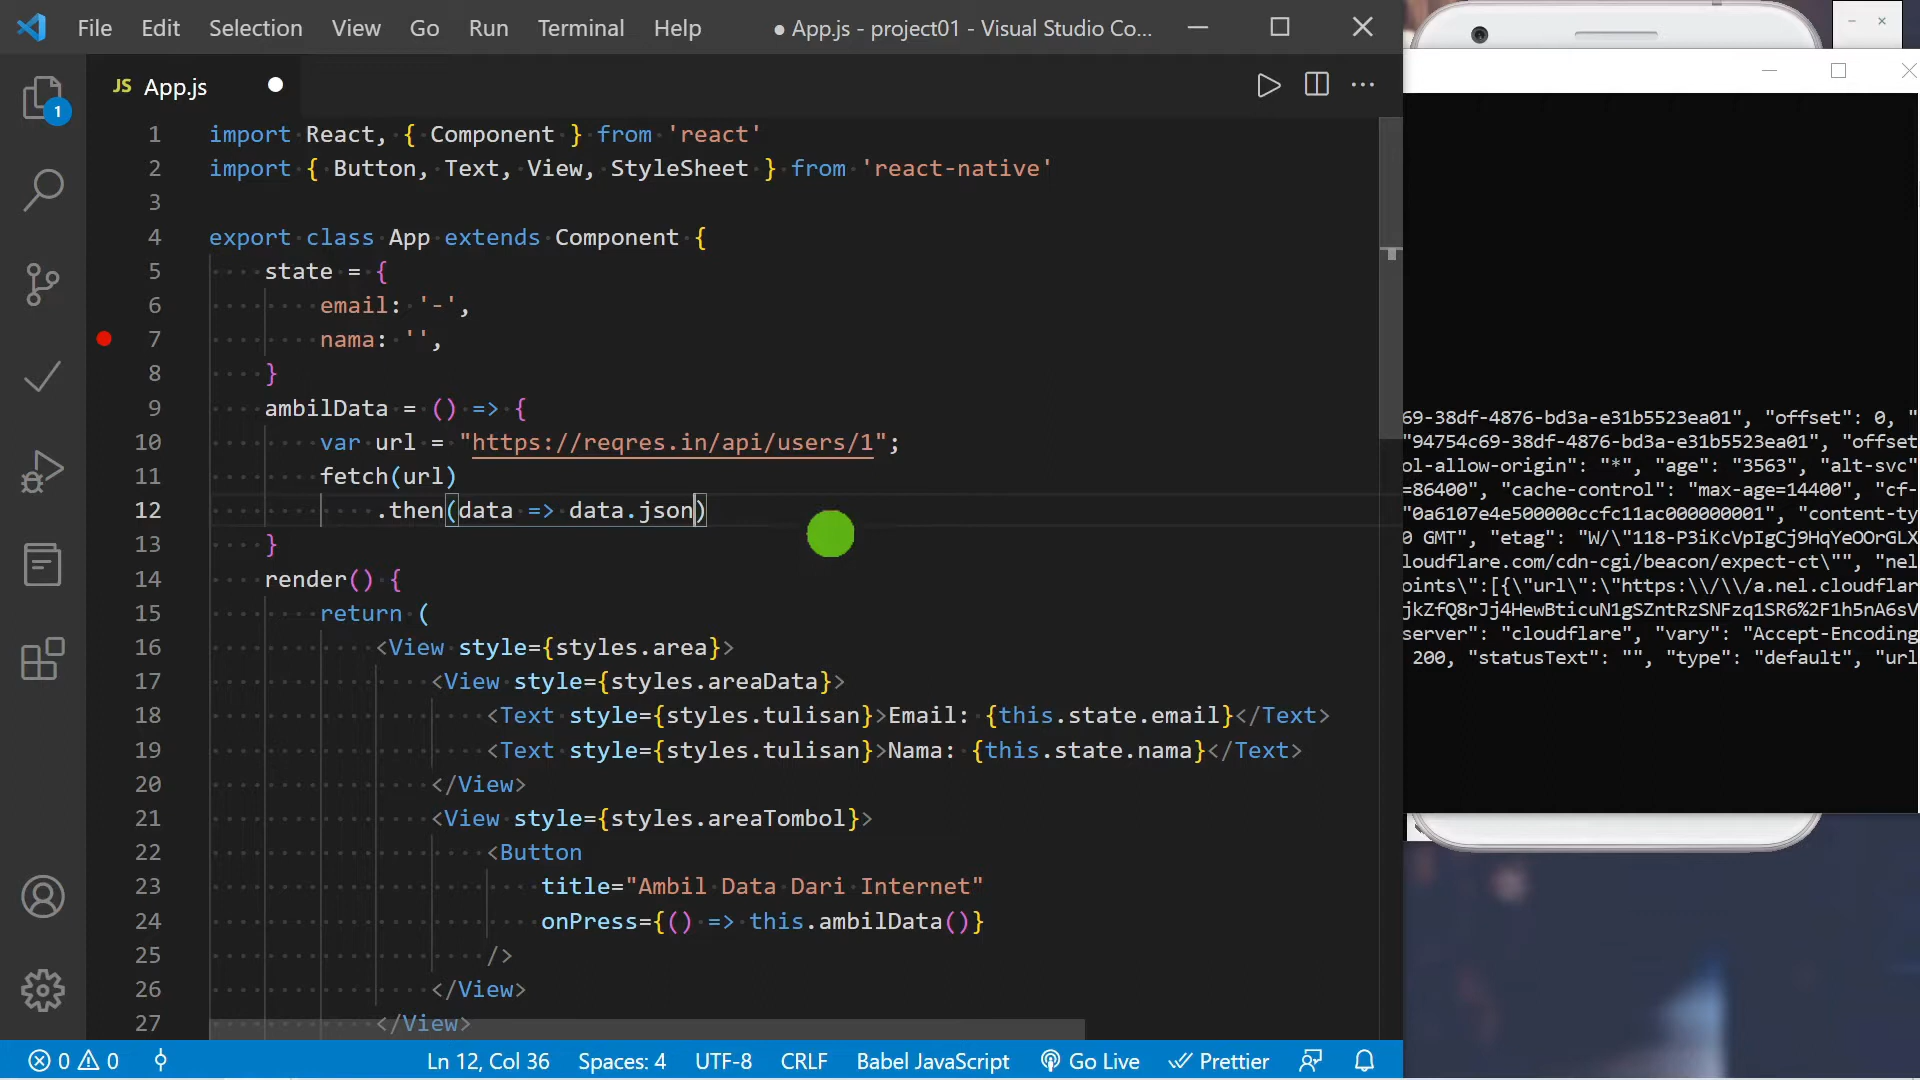 File Edit Selection View Go Run Terminal Help ● App.js - project01 - Visual Studio Co...
JS App.js
1
1 import React, { Component } from 'react'
2 import { Button, Text, View, StyleSheet } from 'react-native'
3
4 export class App extends Component {
5 state = {
6 email: '-',
7 nama: '',
8 }
9 ambilData = () => {
10 var url = "https://reqres.in/api/users/1";
11 fetch(url)
12 .then(data => data.json)
13 }
14 render() {
15 return (
16 <View style={styles.area}>
17 <View style={styles.areaData}>
18 <Text style={styles.tulisan}>Email: {this.state.email}</Text>
19 <Text style={styles.tulisan}>Nama: {this.state.nama}</Text>
20 </View>
21 <View style={styles.areaTombol}>
22 <Button
23 title="Ambil Data Dari Internet"
24 onPress={() => this.ambilData()}
25 />
26 </View>
27 </View>
69-38df-4876-bd3a-e31b5523ea01", "offset": 0, "
"94754c69-38df-4876-bd3a-e31b5523ea01", "offset
ol-allow-origin": "*", "age": "3563", "alt-svc"
=86400", "cache-control": "max-age=14400", "cf-
"0a6107e4e500000ccfc11ac000000001", "content-ty
0 GMT", "etag": "W/\"118-P3iKcVpIgCj9HqYeOOrGLX
loudflare.com/cdn-cgi/beacon/expect-ct\"", "nel
oints\":[{\"url\":\"https:\\/\\/a.nel.cloudflar
jkZfQ8rJj4HewBticuN1gSZntRzSNFzq1SR6%2F1h5nA6sV
server": "cloudflare", "vary": "Accept-Encoding
200, "statusText": "", "type": "default", "url
0 0 Ln 12, Col 36 Spaces: 4 UTF-8 CRLF Babel JavaScript Go Live Prettier